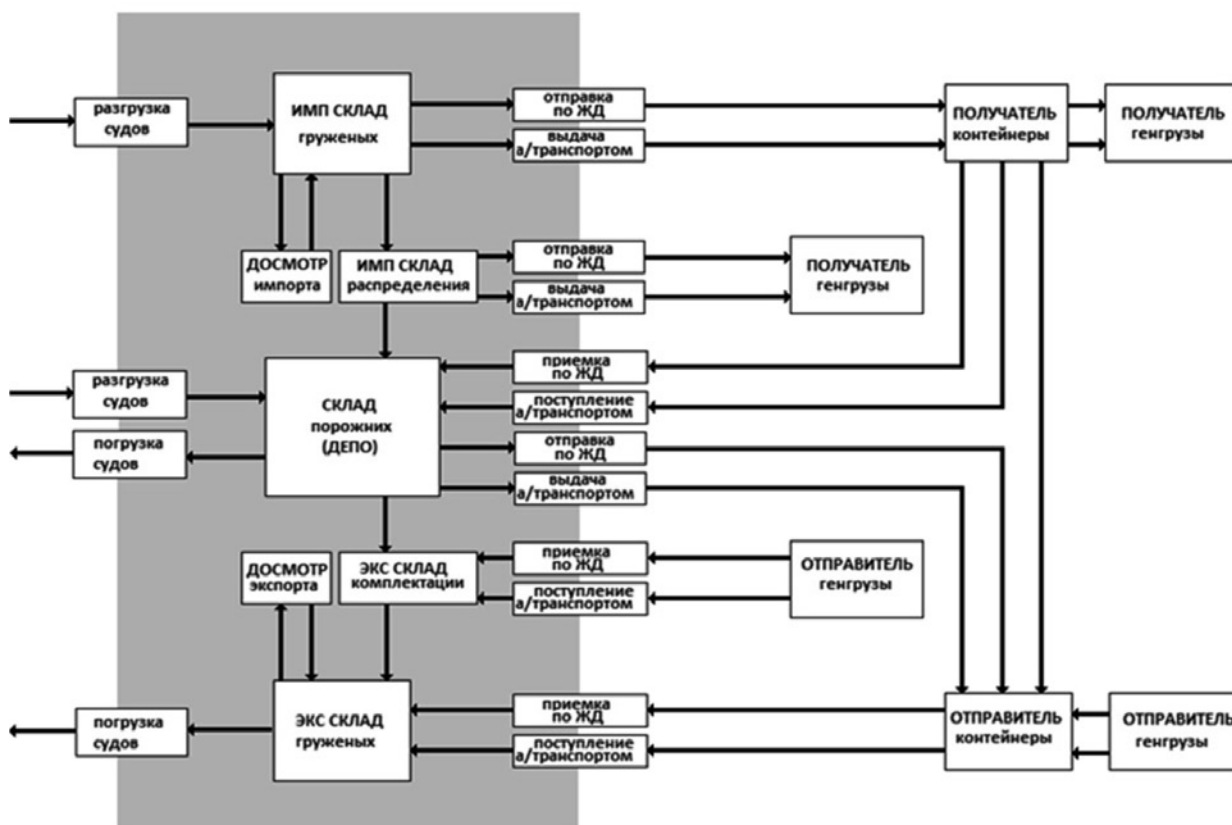 разгрузка
судов
ИМП СКЛАД
груженых
отправка
по ЖД
выдача
а/транспортом
ПОЛУЧАТЕЛЬ
контейнеры
ПОЛУЧАТЕЛЬ
генгрузы
ДОСМОТР
импорта
ИМП СКЛАД
распределения
отправка
по ЖД
выдача
а/транспортом
ПОЛУЧАТЕЛЬ
генгрузы
разгрузка
судов
погрузка
судов
СКЛАД
порожних
(ДЕПО)
приемка
по ЖД
поступление
а/транспортом
отправка
по ЖД
выдача
а/транспортом
ДОСМОТР
экспорта
ЭКС СКЛАД
комплектации
приемка
по ЖД
поступление
а/транспортом
ОТПРАВИТЕЛЬ
генгрузы
погрузка
судов
ЭКС СКЛАД
груженых
приемка
по ЖД
поступление
а/транспортом
ОТПРАВИТЕЛЬ
контейнеры
ОТПРАВИТЕЛЬ
генгрузы